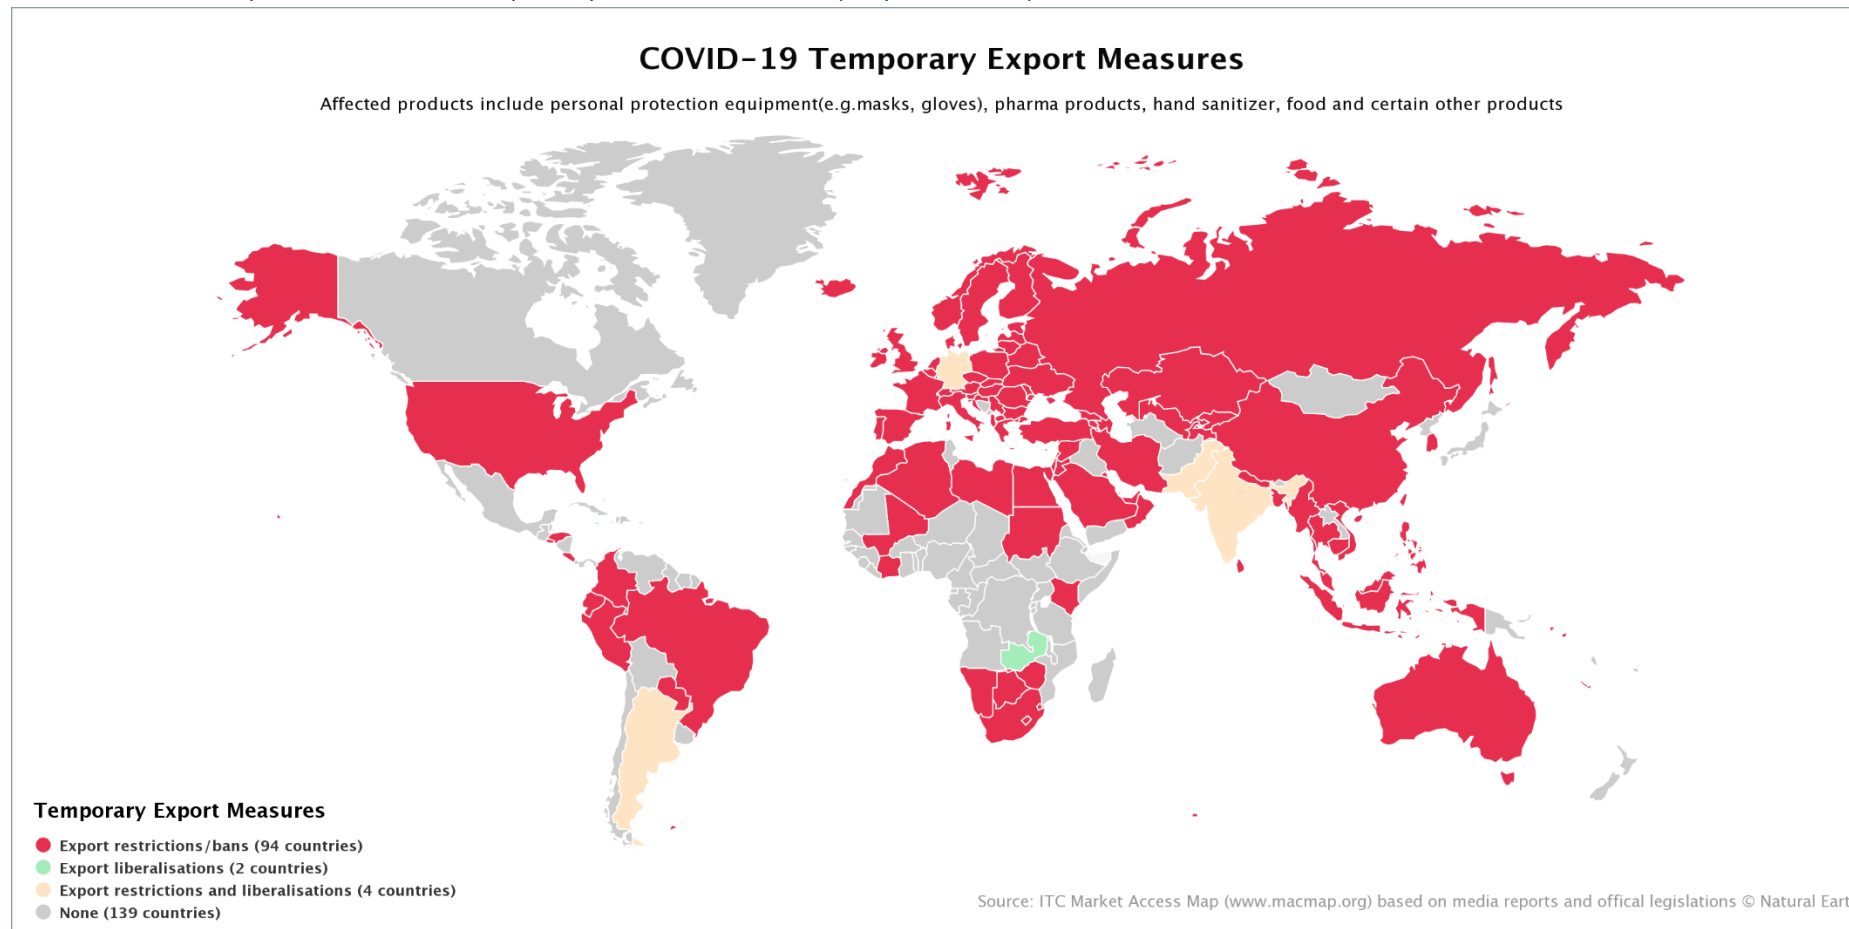 COVID-19 Temporary Export Measures
Affected products include personal protection equipment(e.g.masks, gloves), pharma products, hand sanitizer, food and certain other products
Temporary Export Measures
Export restrictions/bans (94 countries)
Export liberalisations (2 countries)
Export restrictions and liberalisations (4 countries)
None (139 countries)
Source: ITC Market Access Map (www.macmap.org) based on media reports and offical legislations © Natural Eart